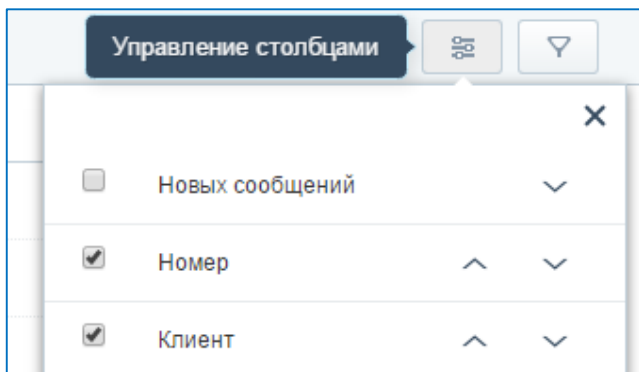 Управление столбцами
Новых сообщений
Номер
Клиент